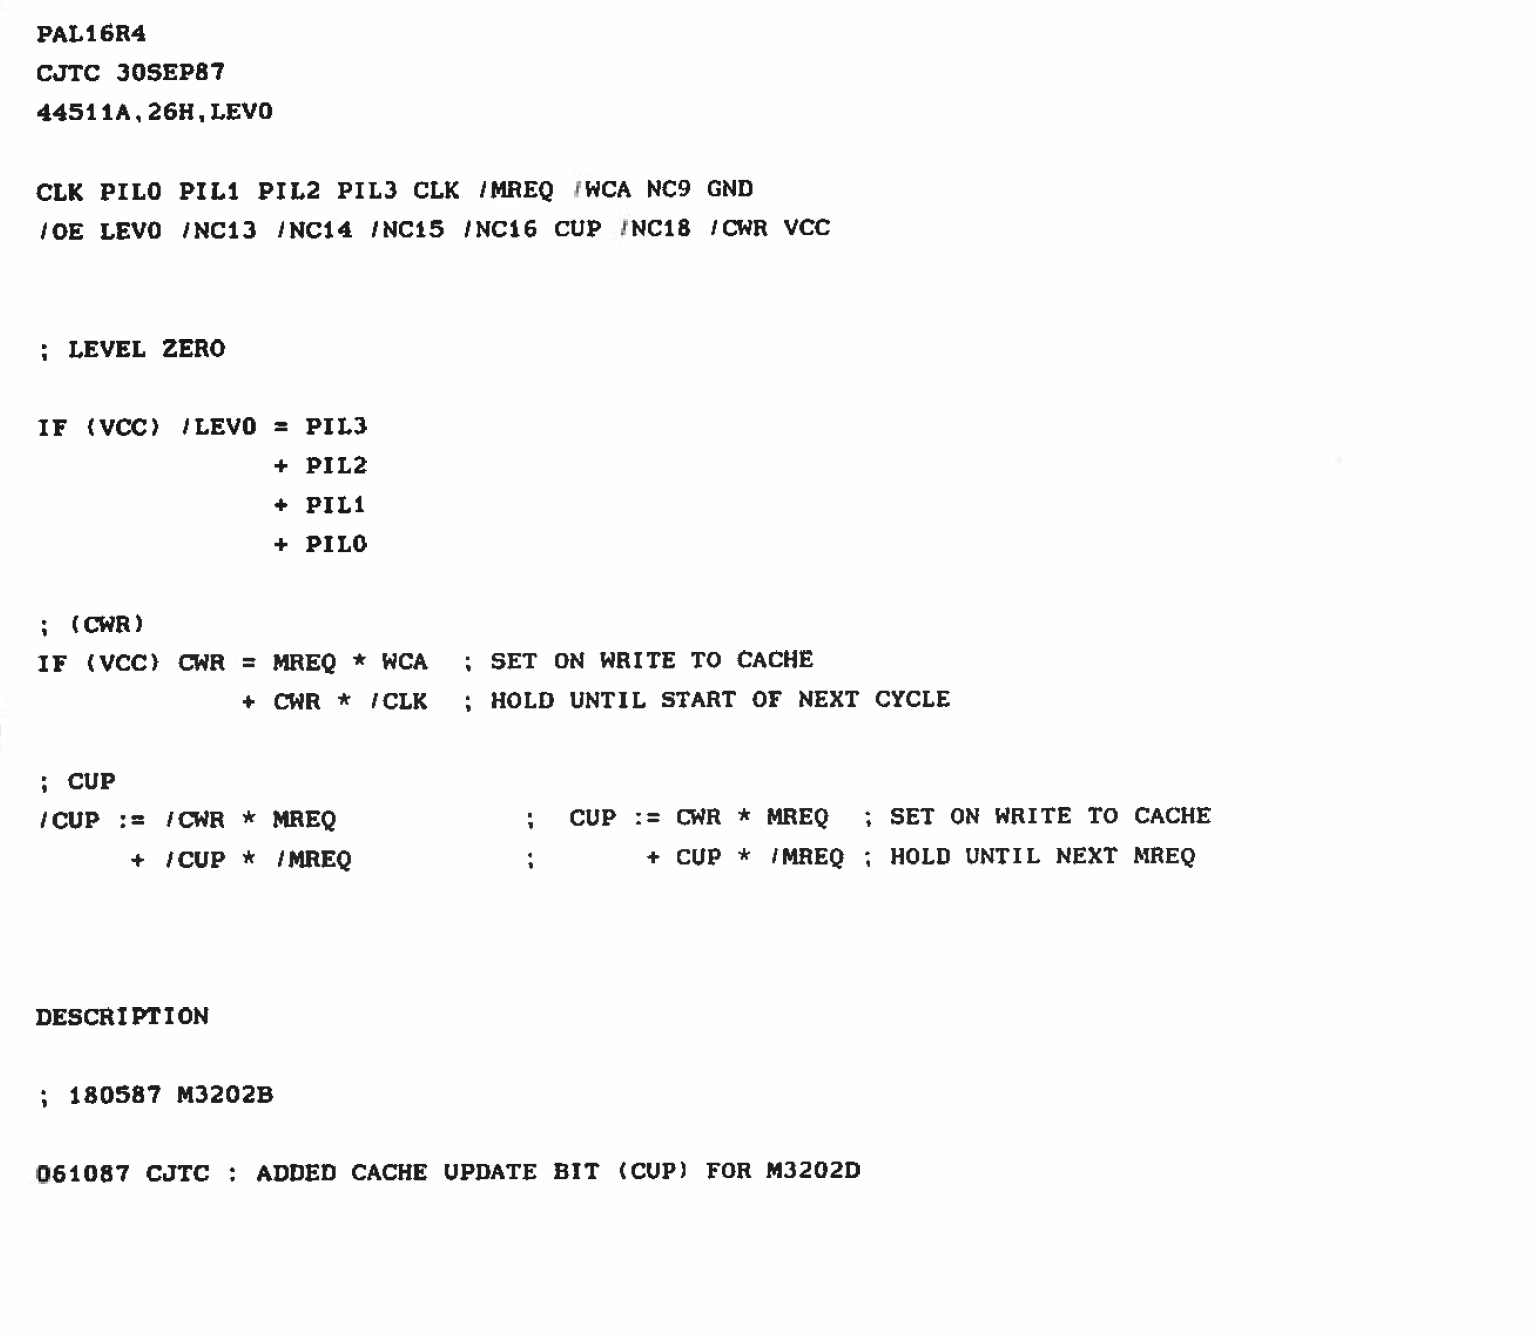 PAL16R4
CJTC 30SEP87
44511A,26H,LEV0
CLK PIL0 PIL1 PIL2 PIL3 CLK /MREQ /WCA NC9 GND
/OE LEV0 /NC13 /NC14 /NC15 /NC16 CUP /NC18 /CWR VCC
; LEVEL ZERO
IF (VCC) /LEV0 = PIL3
+ PIL2
+ PIL1
+ PIL0
; (CWR)
IF (VCC) CWR = MREQ * WCA ; SET ON WRITE TO CACHE
+ CWR * /CLK ; HOLD UNTIL START OF NEXT CYCLE
; CUP
/CUP := /CWR * MREQ ; CUP := CWR * MREQ ; SET ON WRITE TO CACHE
+ /CUP * /MREQ ; + CUP * /MREQ ; HOLD UNTIL NEXT MREQ
DESCRIPTION
; 180587 M3202B
061087 CJTC : ADDED CACHE UPDATE BIT (CUP) FOR M3202D